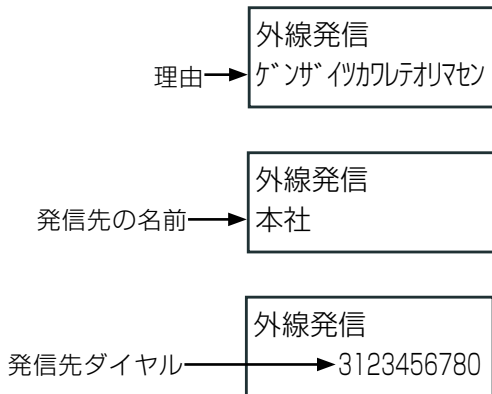 外線発信
理由
ｹﾞﾝｻﾞｲﾂｶﾜﾚﾃｵﾘﾏｾﾝ
外線発信
発信先の名前
本社
外線発信
発信先ダイヤル
3123456780